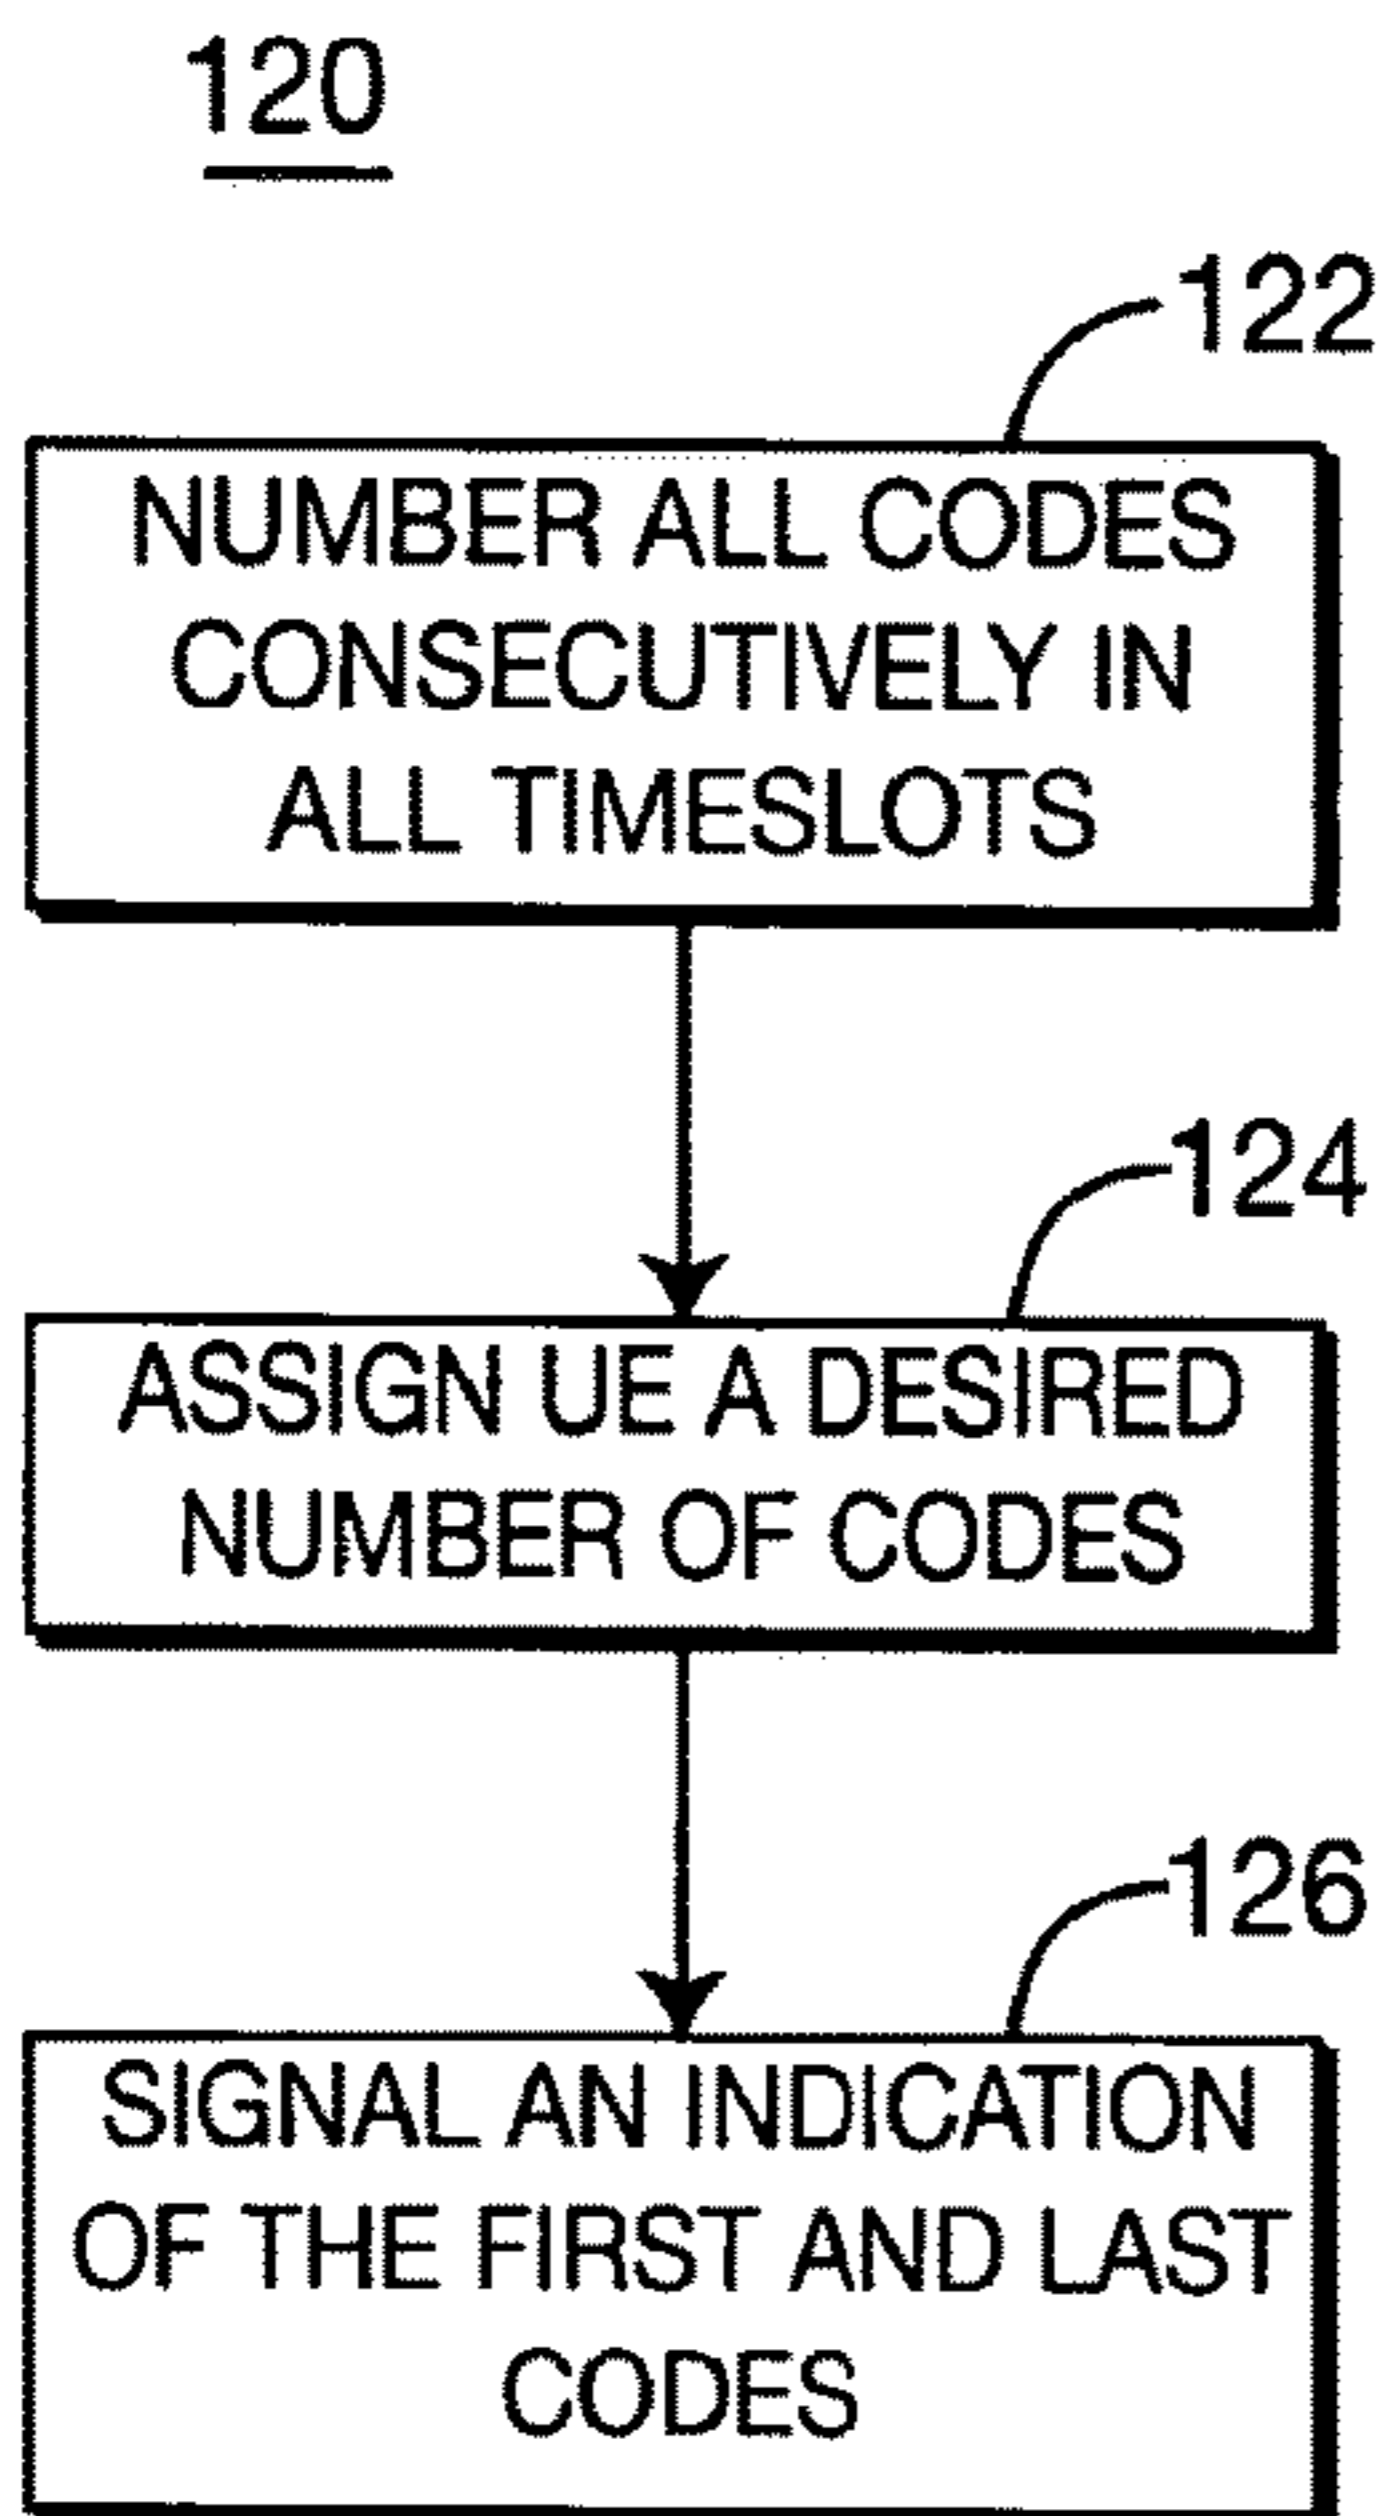 120
122
NUMBER ALL CODES
CONSECUTIVELY IN
ALL TIMESLOTS
124
ASSIGN UE A DESIRED
NUMBER OF CODES
126
SIGNAL AN INDICATION
OF THE FIRST AND LAST
CODES